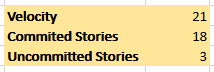 Velocity 21
Commited Stories 18
Uncommitted Stories 3